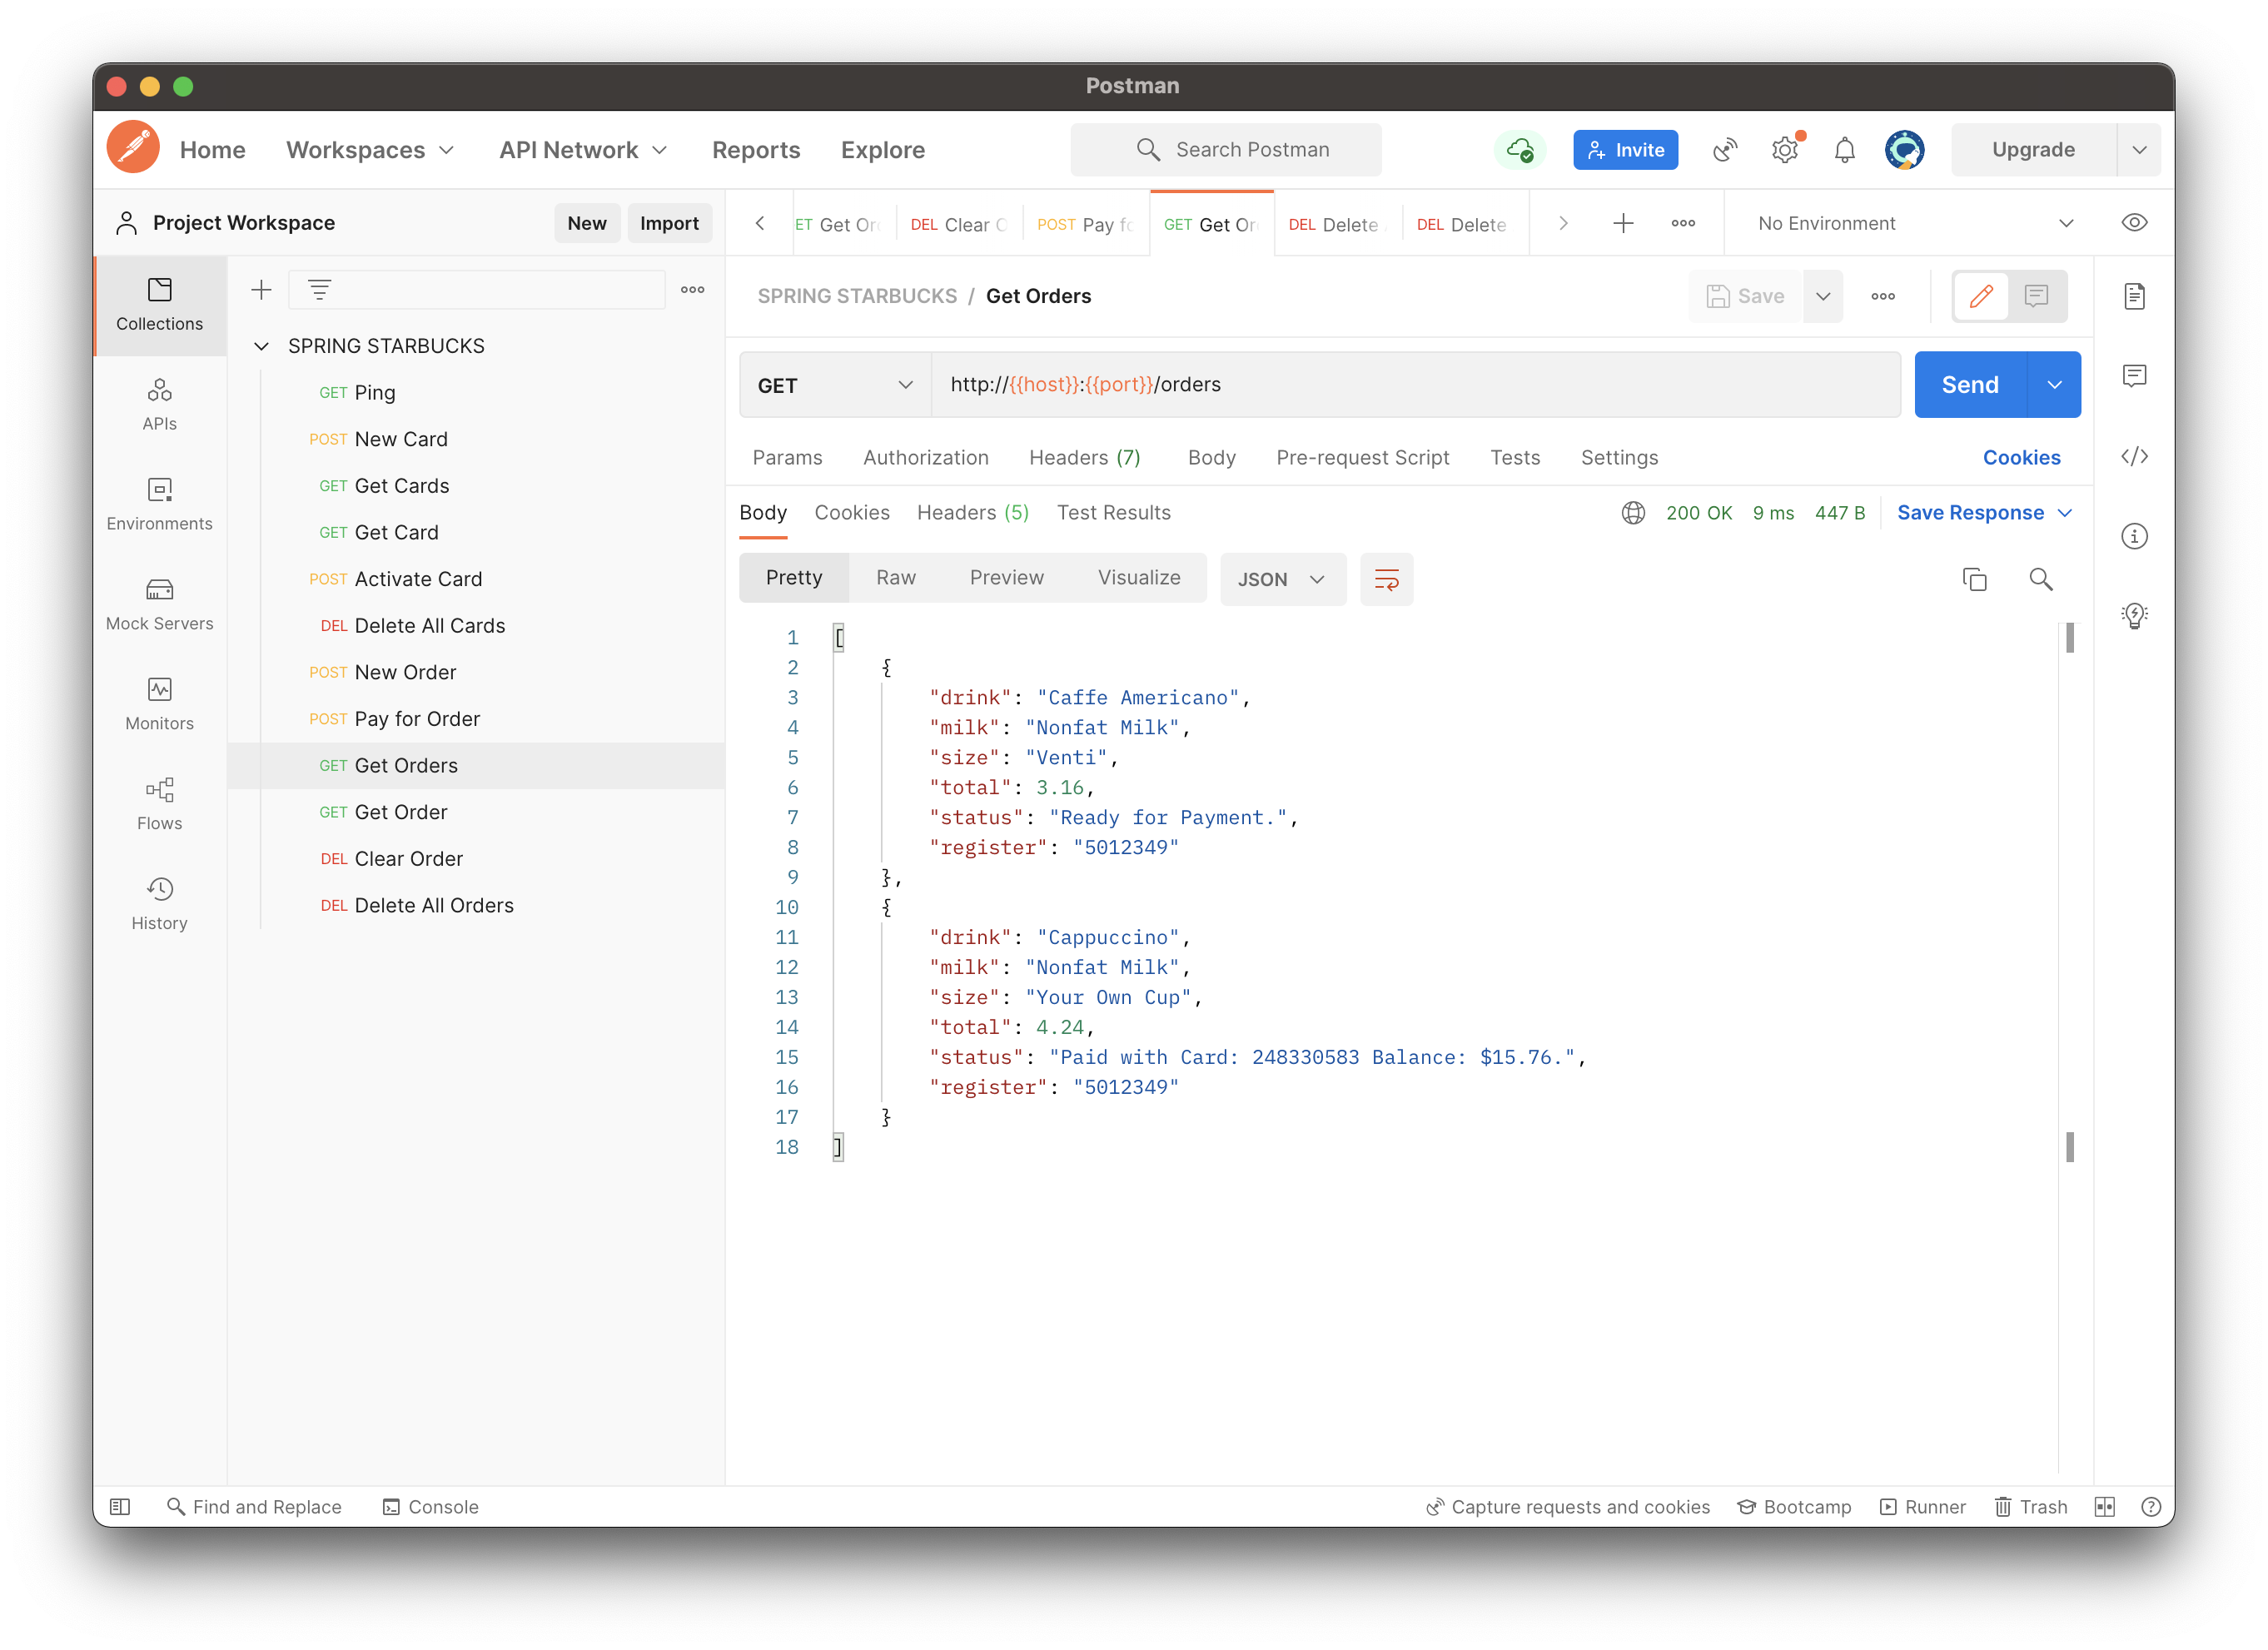 Postman
Home Workspaces API Network Reports Explore Search Postman Invite Upgrade
Project Workspace New Import
ET Get Or DEL Clear C POST Pay fo GET Get Or DEL Delete DEL Delete No Environment
Collections
APIs
Environments
Mock Servers
Monitors
Flows
History
SPRING STARBUCKS
GET Ping
POST New Card
GET Get Cards
GET Get Card
POST Activate Card
DEL Delete All Cards
POST New Order
POST Pay for Order
GET Get Orders
GET Get Order
DEL Clear Order
DEL Delete All Orders
SPRING STARBUCKS / Get Orders Save
GET http://{{host}}:{{port}}/orders Send
Params Authorization Headers (7) Body Pre-request Script Tests Settings Cookies
Body Cookies Headers (5) Test Results 200 OK 9 ms 447 B Save Response
Pretty Raw Preview Visualize JSON
1 [
2 {
3 "drink": "Caffe Americano",
4 "milk": "Nonfat Milk",
5 "size": "Venti",
6 "total": 3.16,
7 "status": "Ready for Payment.",
8 "register": "5012349"
9 },
10 {
11 "drink": "Cappuccino",
12 "milk": "Nonfat Milk",
13 "size": "Your Own Cup",
14 "total": 4.24,
15 "status": "Paid with Card: 248330583 Balance: $15.76.",
16 "register": "5012349"
17 }
18 ]
Find and Replace Console Capture requests and cookies Bootcamp Runner Trash